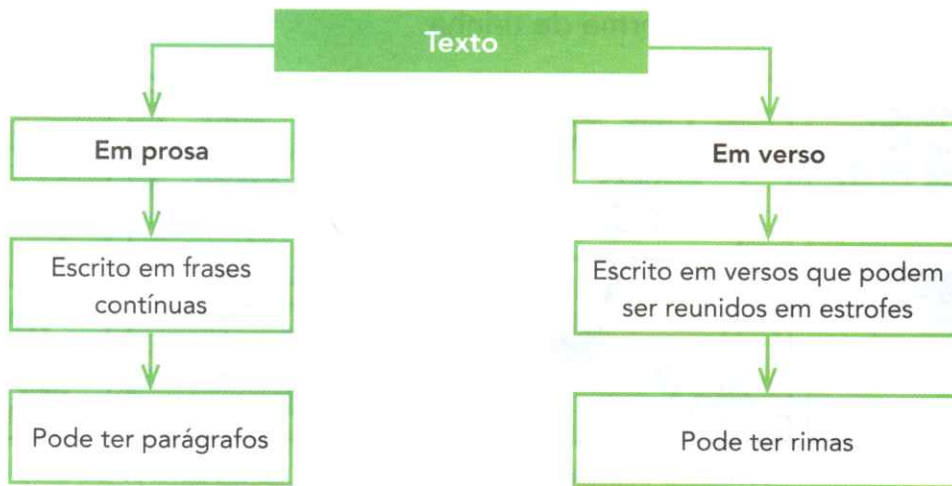 Texto
Em prosa
Em verso
Escrito em frases
contínuas
Escrito em versos que podem
ser reunidos em estrofes
Pode ter parágrafos
Pode ter rimas